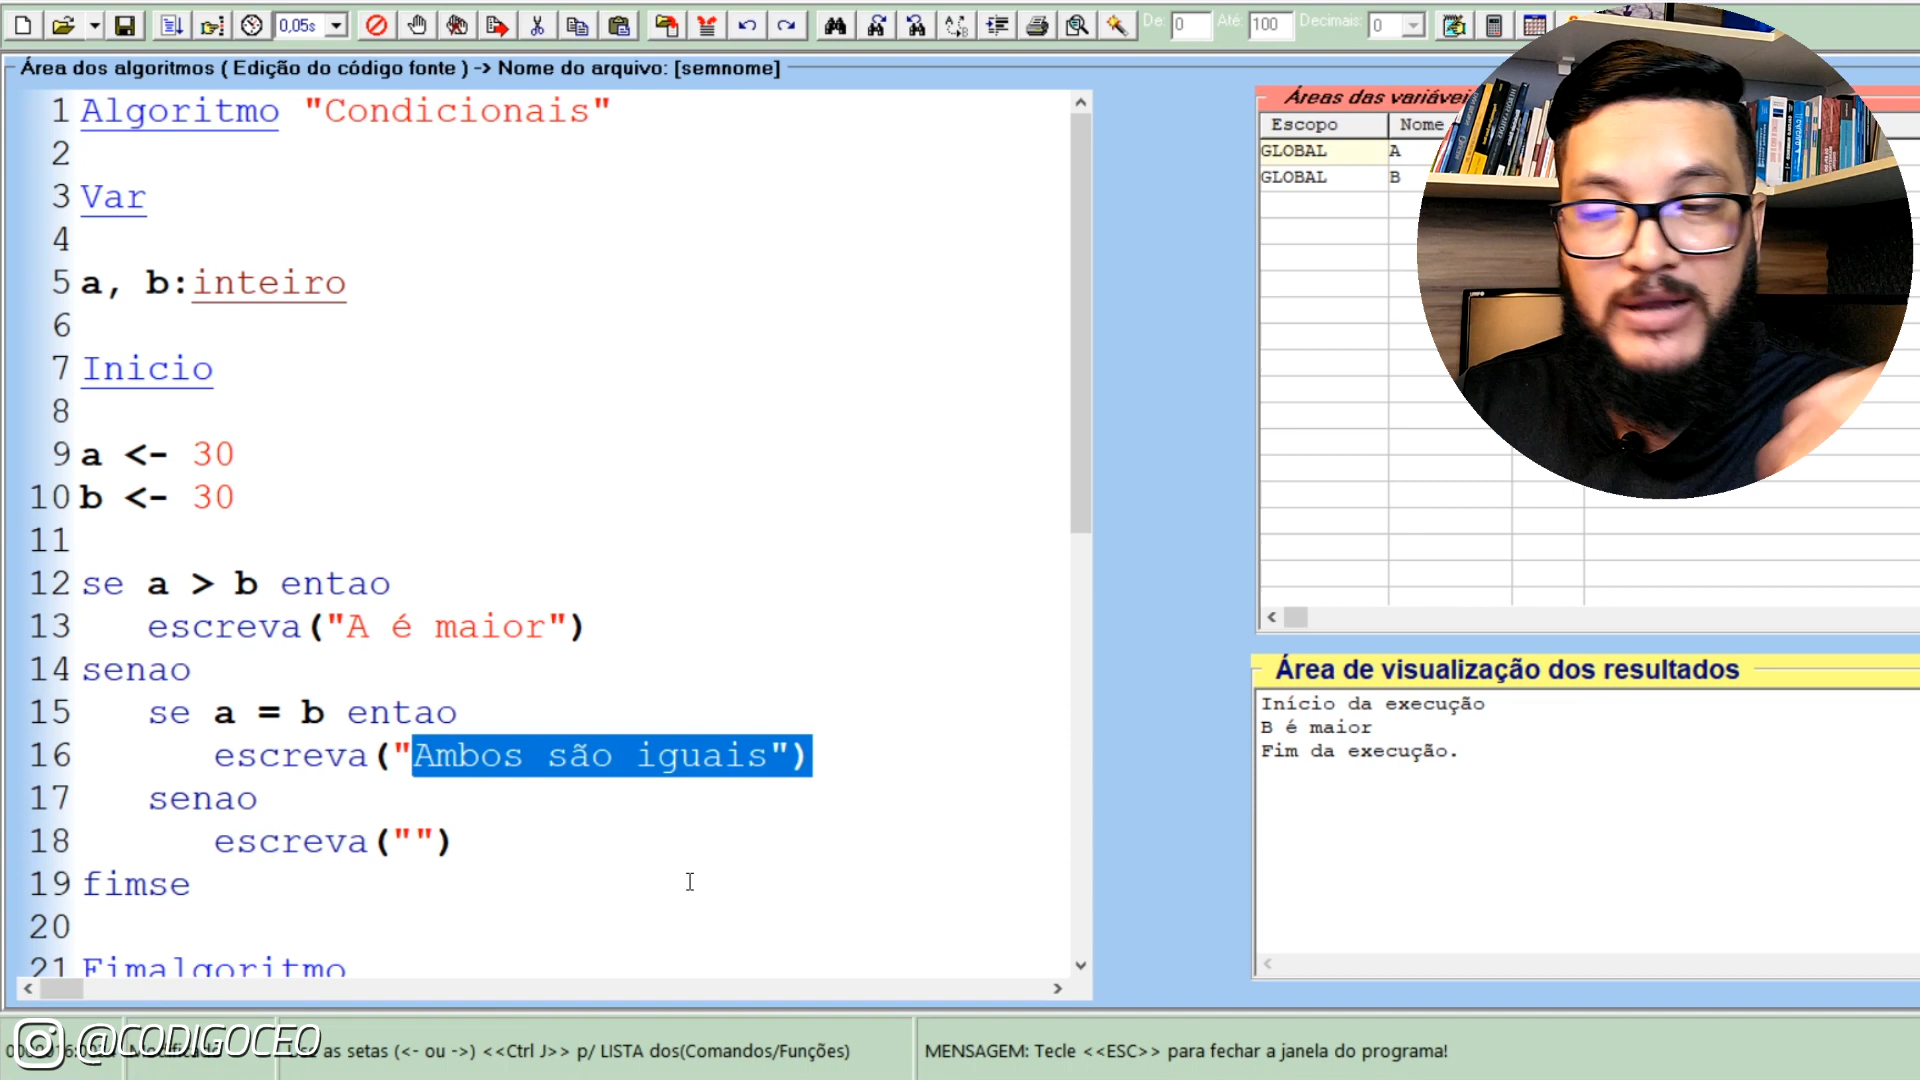 0,05s
De: 0 Até: 100 Decimais: 0
Área dos algoritmos ( Edição do código fonte ) -> Nome do arquivo: [semnome]
1 Algoritmo "Condicionais"
2
3 Var
4
5 a, b:inteiro
6
7 Inicio
8
9 a <- 30
10 b <- 30
11
12 se a > b entao
13 escreva("A é maior")
14 senao
15 se a = b entao
16 escreva("Ambos são iguais")
17 senao
18 escreva("")
19 fimse
20
21 Fimalgoritmo
Áreas das variávei
Escopo Nome
GLOBAL A
GLOBAL B
Área de visualização dos resultados
Início da execução
B é maior
Fim da execução.
@CODIGOCEO
as setas (<- ou ->) <<Ctrl J>> p/ LISTA dos(Comandos/Funções)
MENSAGEM: Tecle <<ESC>> para fechar a janela do programa!